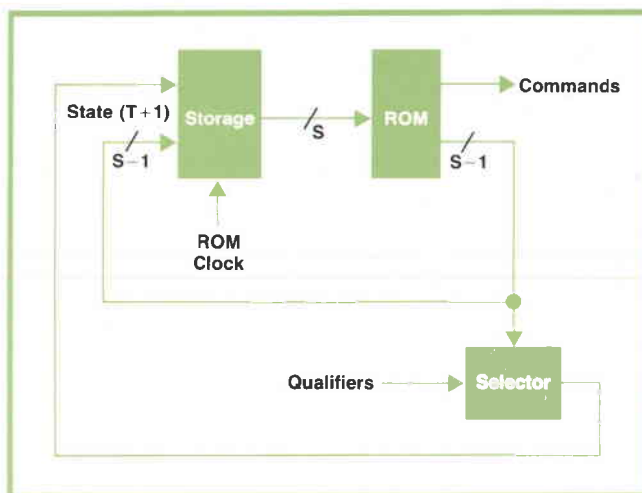 Commands
State (T+1)
Storage
S
ROM
S-1
S-1
ROM
Clock
Qualifiers
Selector